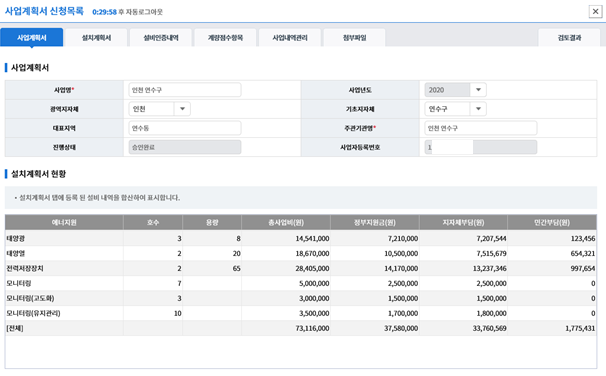 사업계획서 신청목록 0:29:58 후 자동로그아웃
사업계획서 설치계획서 설비인증내역 계량점수항목 사업내역관리 첨부파일 검토결과
사업계획서
사업명* 인천 연수구 사업년도 2020
광역지자체 인천 기초지자체 연수구
대표지역 연수동 주관기관명* 인천 연수구
진행상태 승인완료 사업자등록번호 1
설치계획서 현황
• 설치계획서 탭에 등록 된 설비 내역을 합산하여 표시합니다.
에너지원 호수 용량 총사업비(원) 정부지원금(원) 지자체부담(원) 민간부담(원)
태양광 3 8 14,541,000 7,210,000 7,207,544 123,456
태양열 2 20 18,670,000 10,500,000 7,515,679 654,321
전력저장장치 2 65 28,405,000 14,170,000 13,237,346 997,654
모니터링 7 5,000,000 2,500,000 2,500,000 0
모니터링(고도화) 3 3,000,000 1,500,000 1,500,000 0
모니터링(유지관리) 10 3,500,000 1,700,000 1,800,000 0
[전체] 73,116,000 37,580,000 33,760,569 1,775,431